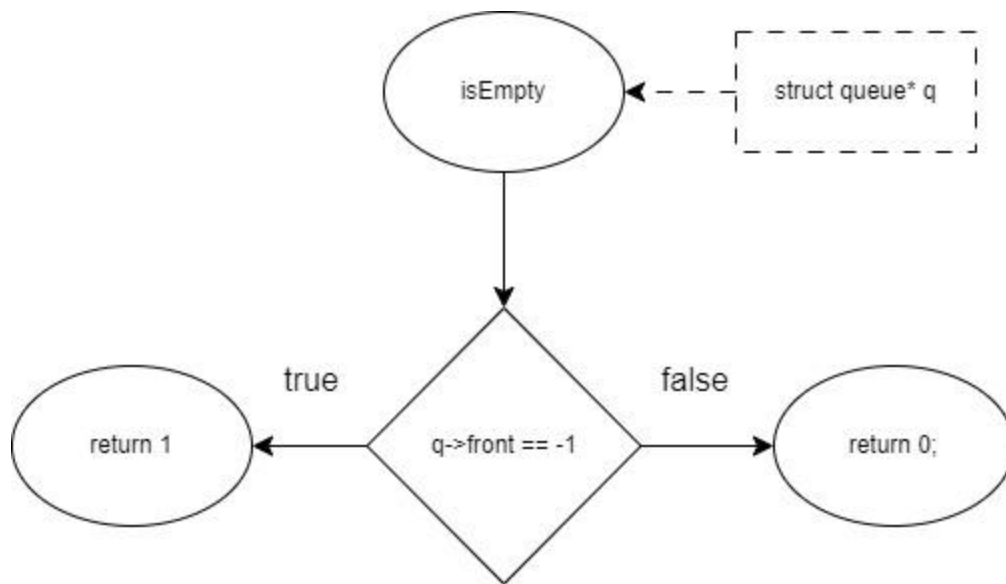 isEmpty
struct queue* q
true
false
return 1
q->front == -1
return 0;